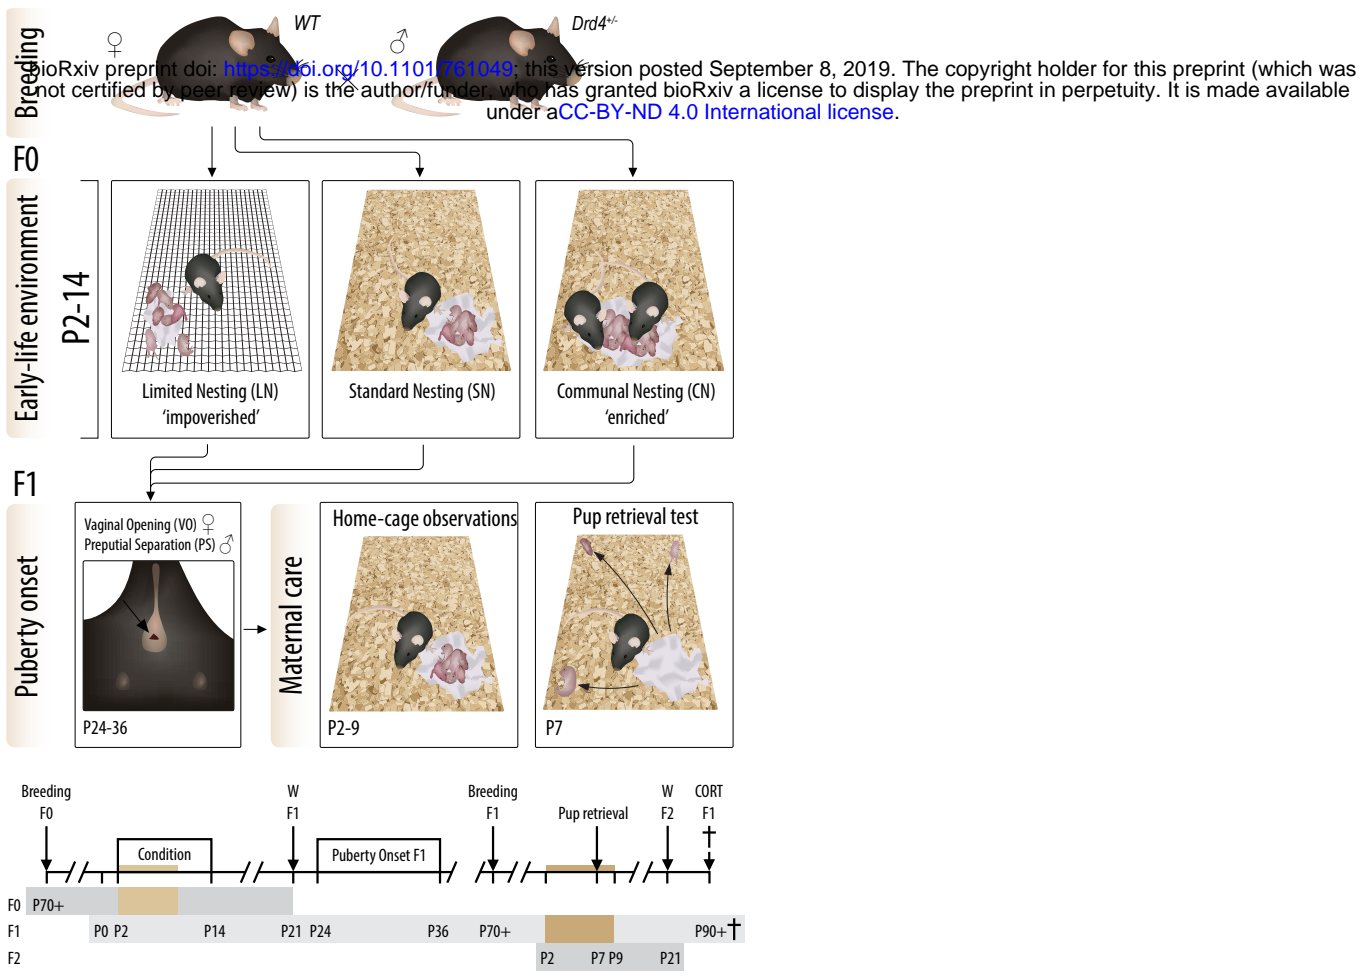 Breeding
♀
WT
♂
Drd4+/-
bioRxiv preprint doi: https://doi.org/10.1101/761049; this version posted September 8, 2019. The copyright holder for this preprint (which was
not certified by peer review) is the author/funder, who has granted bioRxiv a license to display the preprint in perpetuity. It is made available
under aCC-BY-ND 4.0 International license.
F0
Early-life environment
P2-14
Limited Nesting (LN)
'impoverished'
Standard Nesting (SN)
Communal Nesting (CN)
'enriched'
F1
Puberty onset
Vaginal Opening (VO) ♀
Preputial Separation (PS) ♂
P24-36
Maternal care
Home-cage observations
P2-9
Pup retrieval test
P7
Breeding
F0
W
F1
Breeding
F1
Pup retrieval
W
F2
CORT
F1
†
Condition
Puberty Onset F1
F0 P70+
F1 P0 P2 P14 P21 P24 P36 P70+ P90+†
F2 P2 P7 P9 P21